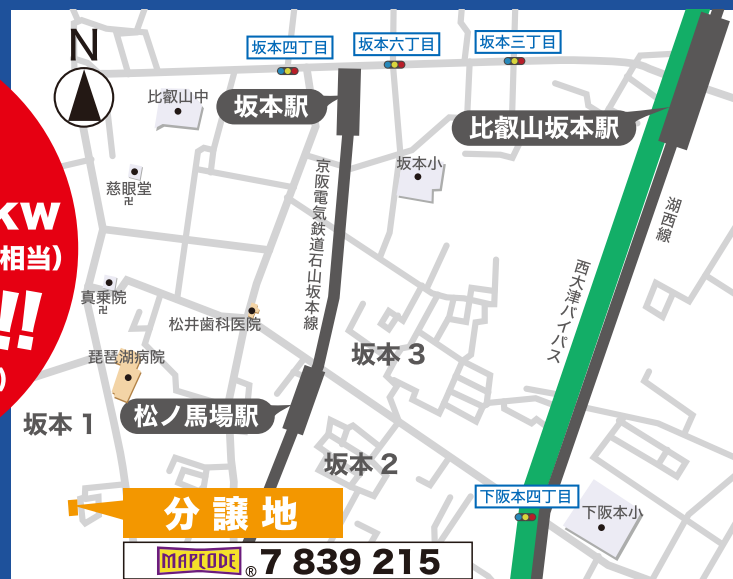 N
坂本四丁目
坂本六丁目
坂本三丁目
比叡山中
坂本駅
比叡山坂本駅
坂本小
慈眼堂
卍
京阪電気鉄道石山坂本線
湖西線
kW
相当)
!!
)
真乗院
卍
松井歯科医院
西大津バイパス
琵琶湖病院
坂本3
坂本1
松ノ馬場駅
坂本2
下阪本四丁目
下阪本小
分譲地
MAPCODE ® 7 839 215